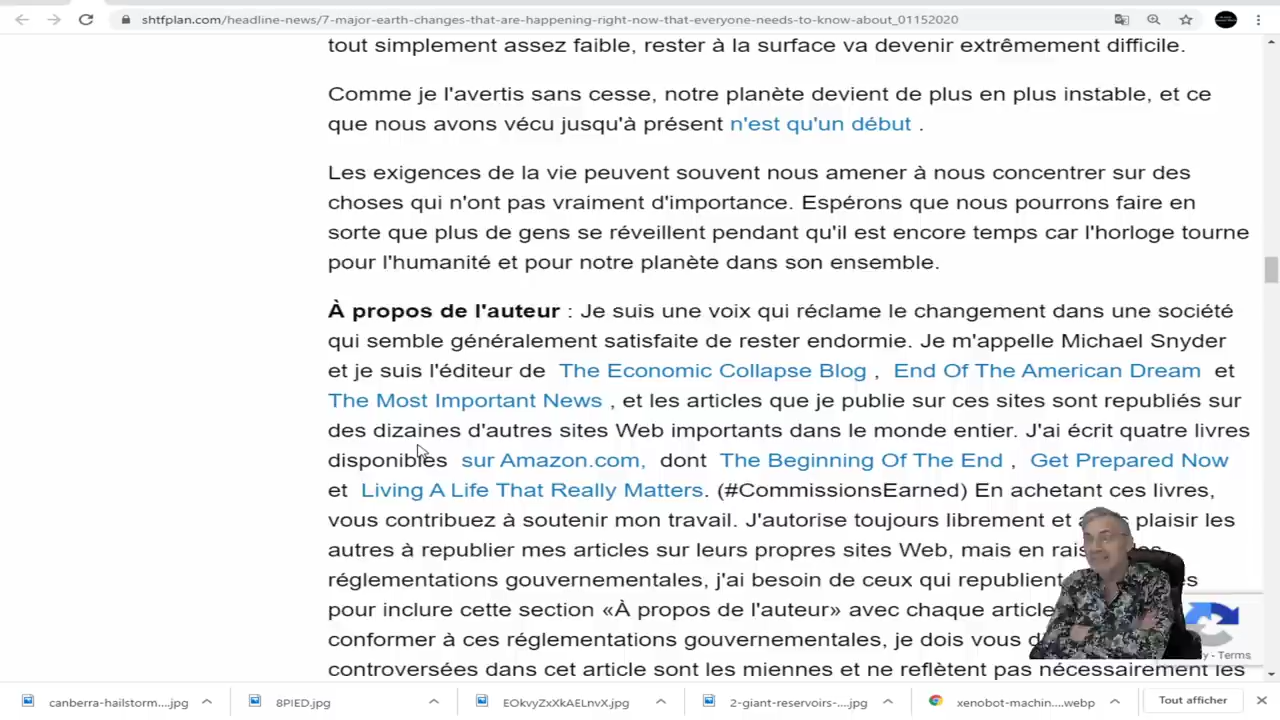 shtfplan.com/headline-news/7-major-earth-changes-that-are-happening-right-now-that-everyone-needs-to-know-about_01152020
tout simplement assez faible, rester à la surface va devenir extrêmement difficile.
Comme je l'avertis sans cesse, notre planète devient de plus en plus instable, et ce
que nous avons vécu jusqu'à présent n'est qu'un début .
Les exigences de la vie peuvent souvent nous amener à nous concentrer sur des
choses qui n'ont pas vraiment d'importance. Espérons que nous pourrons faire en
sorte que plus de gens se réveillent pendant qu'il est encore temps car l'horloge tourne
pour l'humanité et pour notre planète dans son ensemble.
À propos de l'auteur : Je suis une voix qui réclame le changement dans une société
qui semble généralement satisfaite de rester endormie. Je m'appelle Michael Snyder
et je suis l'éditeur de The Economic Collapse Blog , End Of The American Dream et
The Most Important News , et les articles que je publie sur ces sites sont republiés sur
des dizaines d'autres sites Web importants dans le monde entier. J'ai écrit quatre livres
disponibles sur Amazon.com, dont The Beginning Of The End , Get Prepared Now
et Living A Life That Really Matters. (#CommissionsEarned) En achetant ces livres,
vous contribuez à soutenir mon travail. J'autorise toujours librement et plaisir les
autres à republier mes articles sur leurs propres sites Web, mais en
réglementations gouvernementales, j'ai besoin de ceux qui republient
pour inclure cette section «À propos de l'auteur» avec chaque article
conformer à ces réglementations gouvernementales, je dois vous
controversées dans cet article sont les miennes et ne reflètent pas nécessairement les
- Terms
canberra-hailstorm....jpg
8PIED.jpg
EOkvyZxXkAELnvX.jpg
2-giant-reservoirs-....jpg
xenobot-machin....webp
Tout afficher